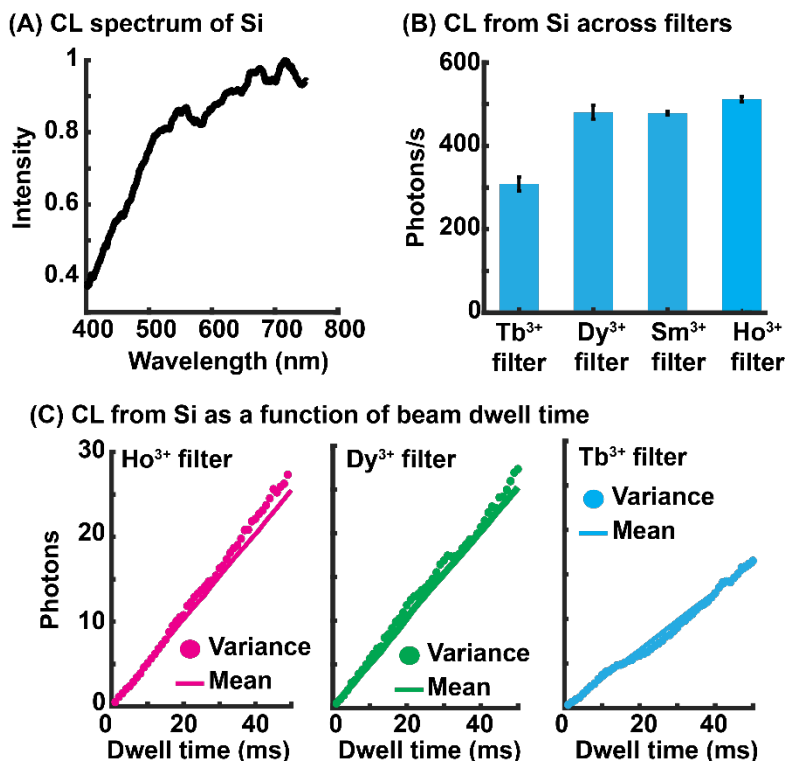 (A) CL spectrum of Si
1
0.8
0.6
0.4
Intensity
400 500 600 700 800
Wavelength (nm)
(B) CL from Si across filters
600
400
200
0
Photons/s
Tb³⁺ Dy³⁺ Sm³⁺ Ho³⁺
filter filter filter filter
(C) CL from Si as a function of beam dwell time
30
20
10
0
Photons
Ho³⁺ filter
Variance
Mean
20 40
Dwell time (ms)
Dy³⁺ filter
Variance
Mean
20 40
Dwell time (ms)
Tb³⁺ filter
Variance
Mean
20 40
Dwell time (ms)